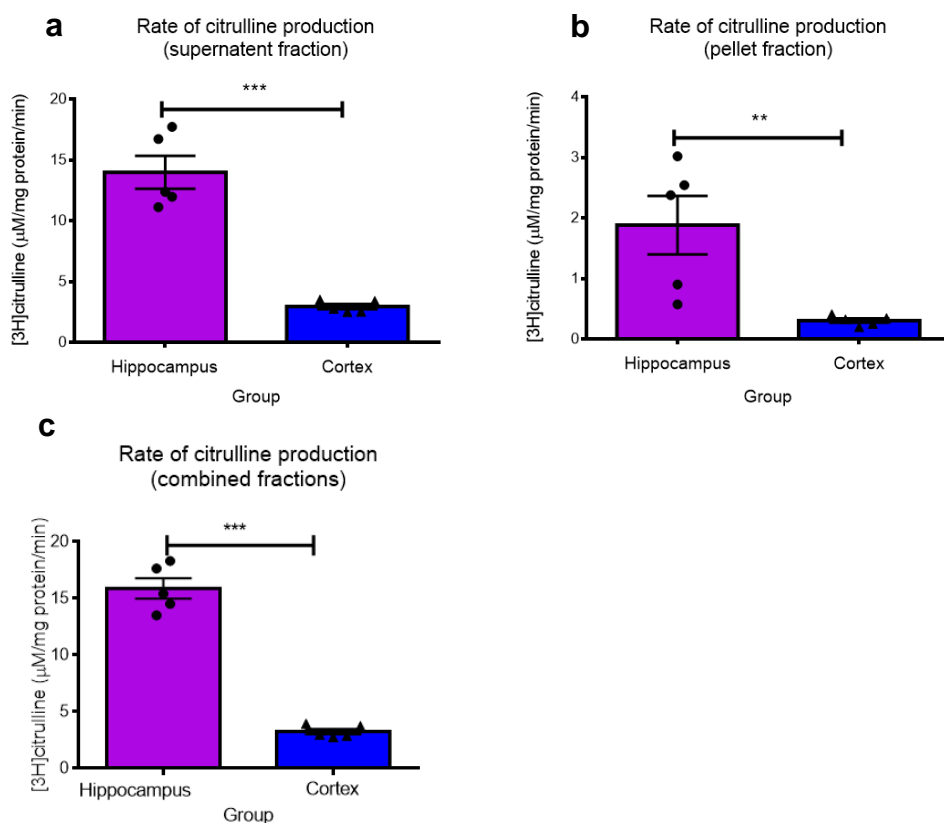 a
Rate of citrulline production
(supernatent fraction)
[3H]citrulline (μM/mg protein/min)
20
15
10
5
0
***
Hippocampus
Cortex
Group
b
Rate of citrulline production
(pellet fraction)
[3H]citrulline (μM/mg protein/min)
4
3
2
1
0
**
Hippocampus
Cortex
Group
c
Rate of citrulline production
(combined fractions)
[3H]citrulline (μM/mg protein/min)
20
15
10
5
0
***
Hippocampus
Cortex
Group